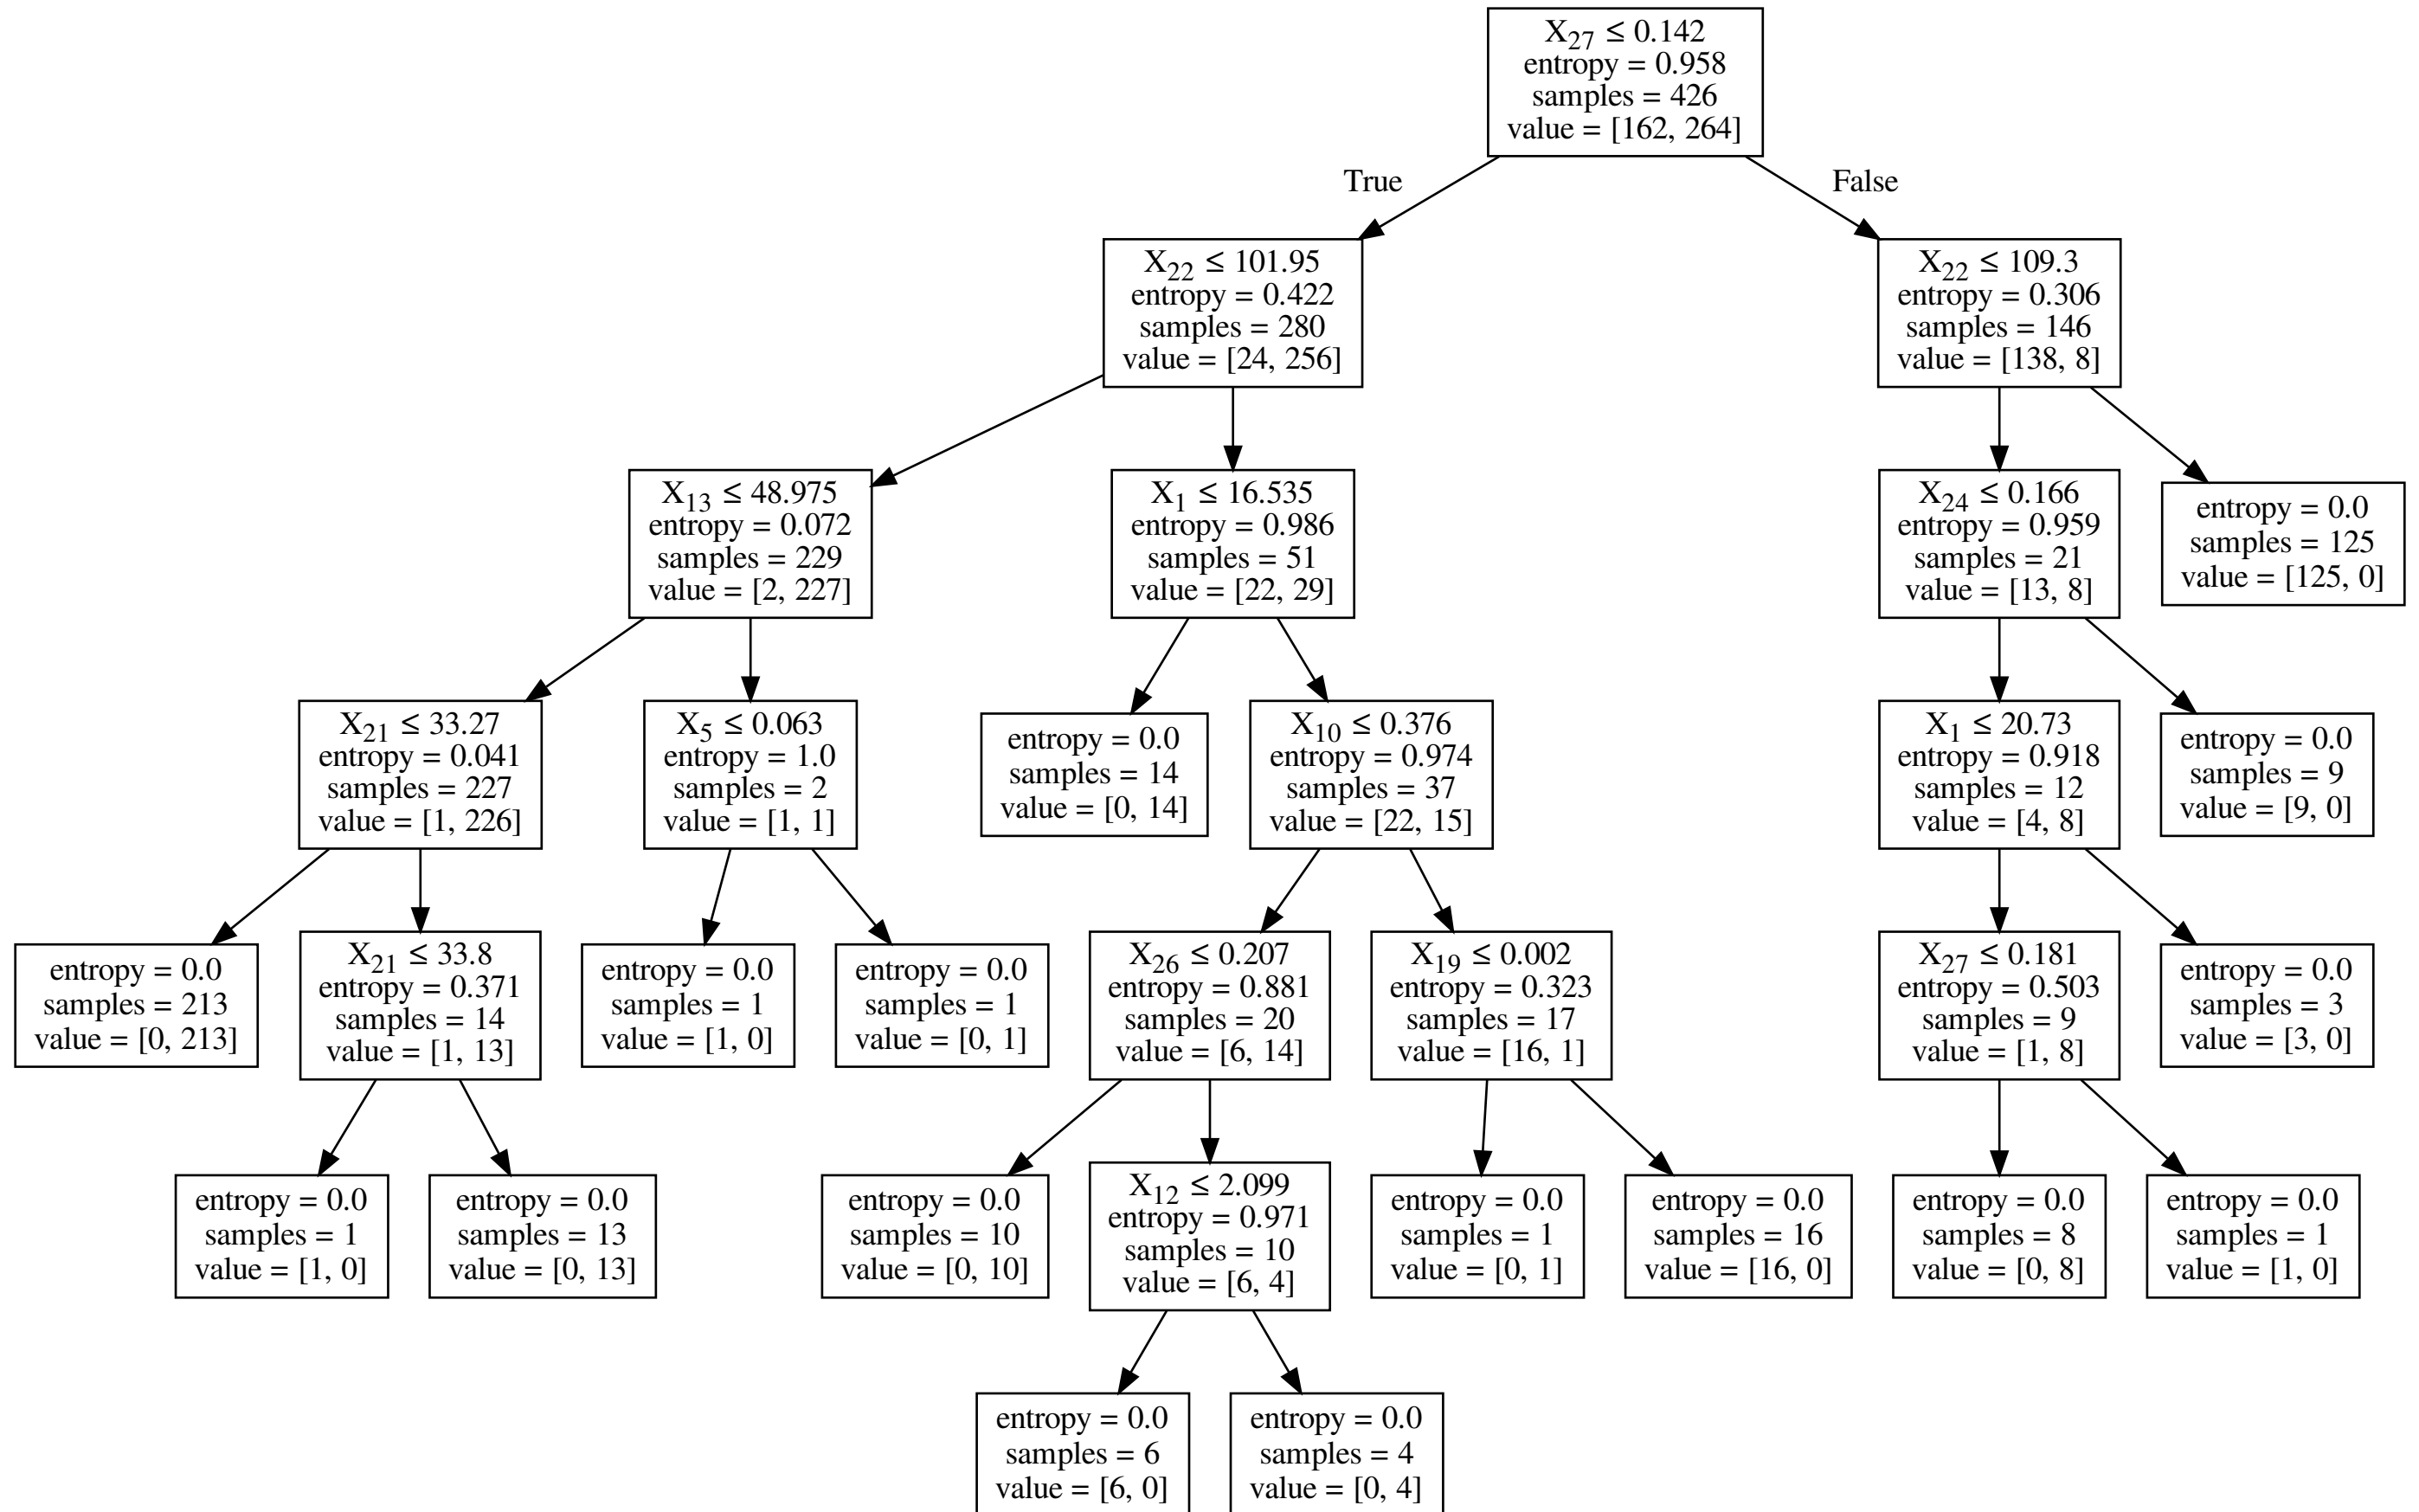 X27 ≤ 0.142
entropy = 0.958
samples = 426
value = [162, 264]
True
False
X22 ≤ 101.95
entropy = 0.422
samples = 280
value = [24, 256]
X22 ≤ 109.3
entropy = 0.306
samples = 146
value = [138, 8]
X13 ≤ 48.975
entropy = 0.072
samples = 229
value = [2, 227]
X1 ≤ 16.535
entropy = 0.986
samples = 51
value = [22, 29]
X24 ≤ 0.166
entropy = 0.959
samples = 21
value = [13, 8]
entropy = 0.0
samples = 125
value = [125, 0]
X21 ≤ 33.27
entropy = 0.041
samples = 227
value = [1, 226]
X5 ≤ 0.063
entropy = 1.0
samples = 2
value = [1, 1]
entropy = 0.0
samples = 14
value = [0, 14]
X10 ≤ 0.376
entropy = 0.974
samples = 37
value = [22, 15]
X1 ≤ 20.73
entropy = 0.918
samples = 12
value = [4, 8]
entropy = 0.0
samples = 9
value = [9, 0]
entropy = 0.0
samples = 213
value = [0, 213]
X21 ≤ 33.8
entropy = 0.371
samples = 14
value = [1, 13]
entropy = 0.0
samples = 1
value = [1, 0]
entropy = 0.0
samples = 1
value = [0, 1]
X26 ≤ 0.207
entropy = 0.881
samples = 20
value = [6, 14]
X19 ≤ 0.002
entropy = 0.323
samples = 17
value = [16, 1]
X27 ≤ 0.181
entropy = 0.503
samples = 9
value = [1, 8]
entropy = 0.0
samples = 3
value = [3, 0]
entropy = 0.0
samples = 1
value = [1, 0]
entropy = 0.0
samples = 13
value = [0, 13]
entropy = 0.0
samples = 10
value = [0, 10]
X12 ≤ 2.099
entropy = 0.971
samples = 10
value = [6, 4]
entropy = 0.0
samples = 1
value = [0, 1]
entropy = 0.0
samples = 16
value = [16, 0]
entropy = 0.0
samples = 8
value = [0, 8]
entropy = 0.0
samples = 1
value = [1, 0]
entropy = 0.0
samples = 6
value = [6, 0]
entropy = 0.0
samples = 4
value = [0, 4]